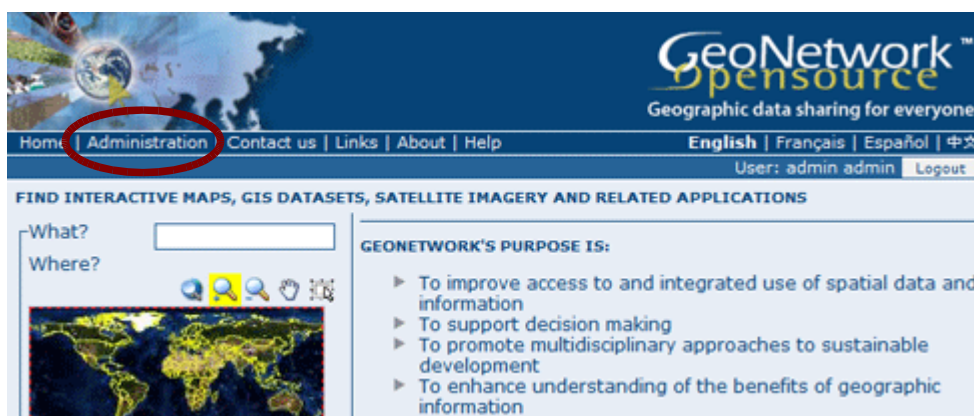 GeoNetwork ™
Opensource
Geographic data sharing for everyone
Home | Administration | Contact us | Links | About | Help
English | Français | Español | 中文
User: admin admin Logout
FIND INTERACTIVE MAPS, GIS DATASETS, SATELLITE IMAGERY AND RELATED APPLICATIONS
What?
Where?
GEONETWORK'S PURPOSE IS:
To improve access to and integrated use of spatial data and
information
To support decision making
To promote multidisciplinary approaches to sustainable
development
To enhance understanding of the benefits of geographic
information